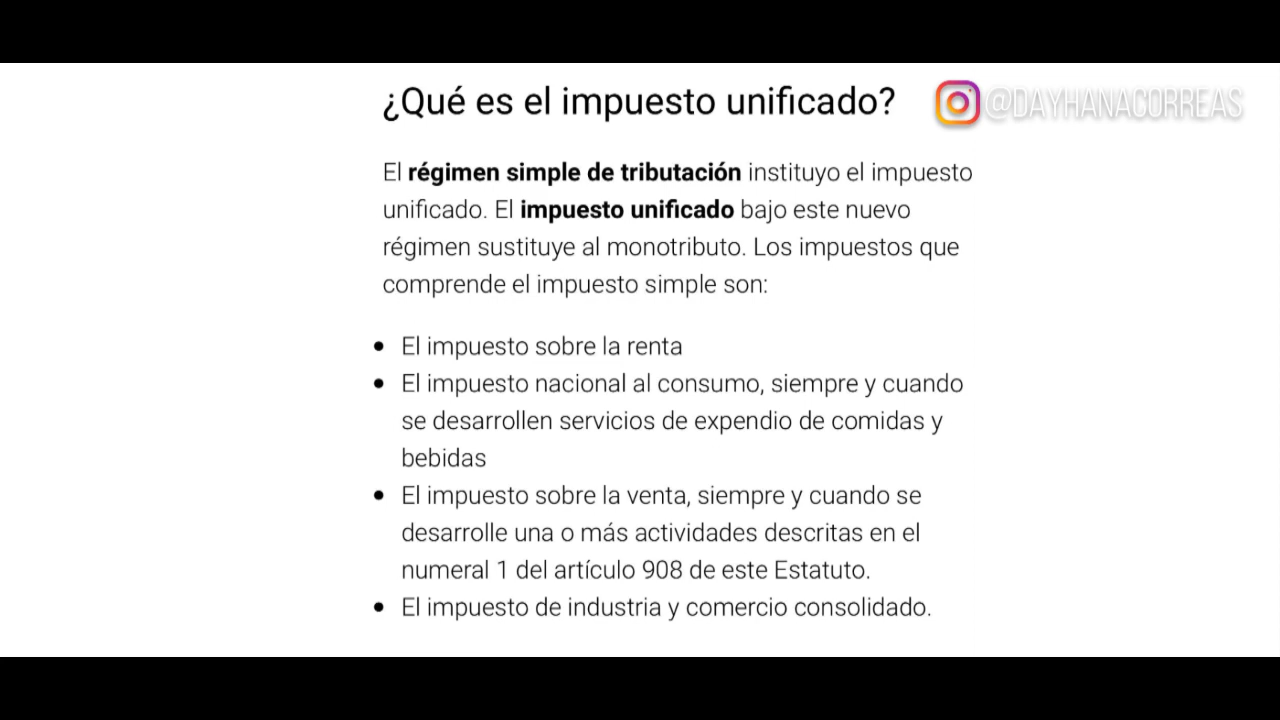 ¿Qué es el impuesto unificado?
@DAYHANACORREAS
El régimen simple de tributación instituyo el impuesto
unificado. El impuesto unificado bajo este nuevo
régimen sustituye al monotributo. Los impuestos que
comprende el impuesto simple son:
• El impuesto sobre la renta
• El impuesto nacional al consumo, siempre y cuando
se desarrollen servicios de expendio de comidas y
bebidas
• El impuesto sobre la venta, siempre y cuando se
desarrolle una o más actividades descritas en el
numeral 1 del artículo 908 de este Estatuto.
• El impuesto de industria y comercio consolidado.